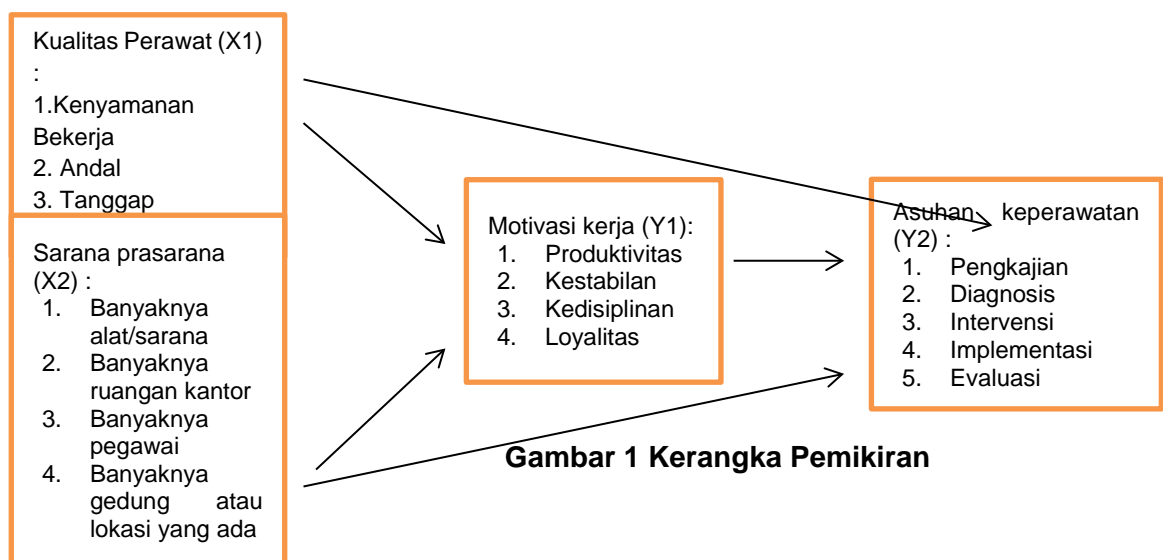 Kualitas Perawat (X1)
:
1.Kenyamanan
Bekerja
2. Andal
3. Tanggap
Sarana prasarana
(X2) :
1. Banyaknya
alat/sarana
2. Banyaknya
ruangan kantor
3. Banyaknya
pegawai
4. Banyaknya
gedung atau
lokasi yang ada
Motivasi kerja (Y1):
1. Produktivitas
2. Kestabilan
3. Kedisiplinan
4. Loyalitas
Asuhan keperawatan
(Y2) :
1. Pengkajian
2. Diagnosis
3. Intervensi
4. Implementasi
5. Evaluasi
Gambar 1 Kerangka Pemikiran